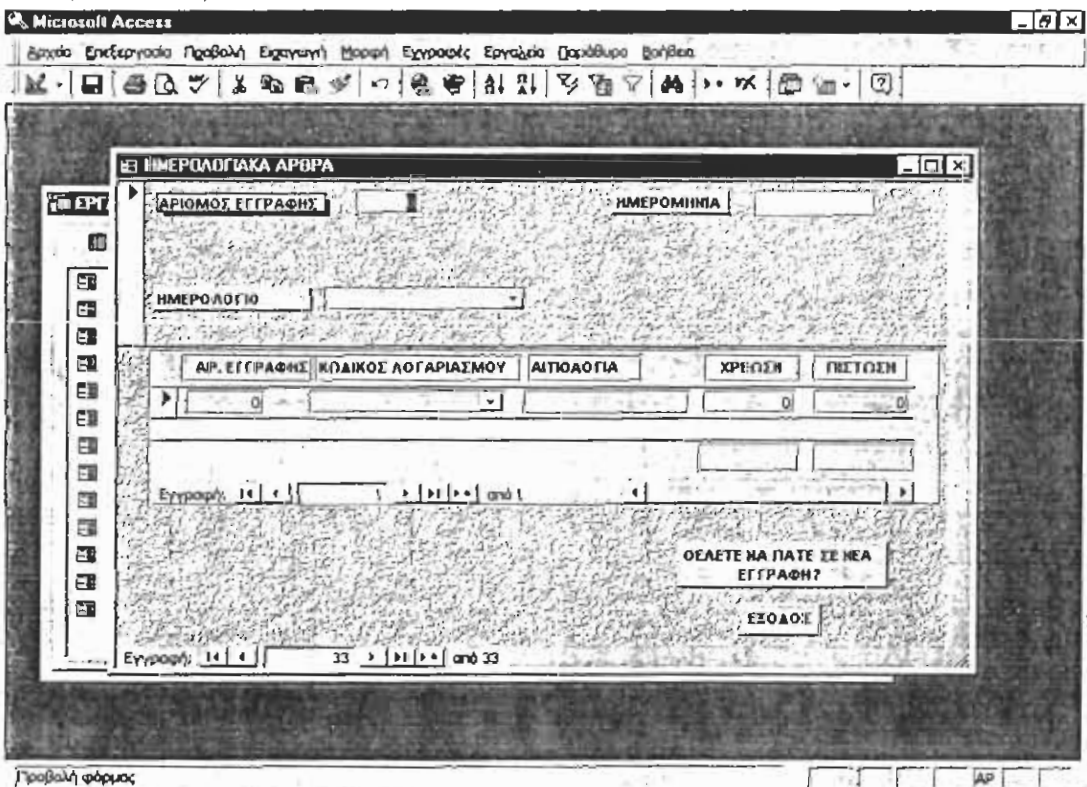 Microsoft Access
Αρχείο Επεξεργασία Προβολή Εισαγωγή Μορφή Εγγραφές Εργαλεία Παράθυρο Βοήθεια
ΗΜΕΡΟΛΟΓΙΑΚΑ ΑΡΘΡΑ
ΕΡΓ
ΑΡΙΘΜΟΣ ΕΓΓΡΑΦΗΣ ΗΜΕΡΟΜΗΝΙΑ
ΗΜΕΡΟΛΟΓΙΟ
ΑΡ. ΕΓΓΡΑΦΗΣ ΚΩΔΙΚΟΣ ΛΟΓΑΡΙΑΣΜΟΥ ΑΙΤΙΟΛΟΓΙΑ ΧΡΕΩΣΗ ΠΙΣΤΩΣΗ
0 0 0
Εγγραφή: 1 από 1
ΘΕΛΕΤΕ ΝΑ ΠΑΤΕ ΣΕ ΝΕΑ
ΕΓΓΡΑΦΗ?
ΕΞΟΔΟΣ
Εγγραφή: 33 από 33
Προβολή φόρμας ΑΡ